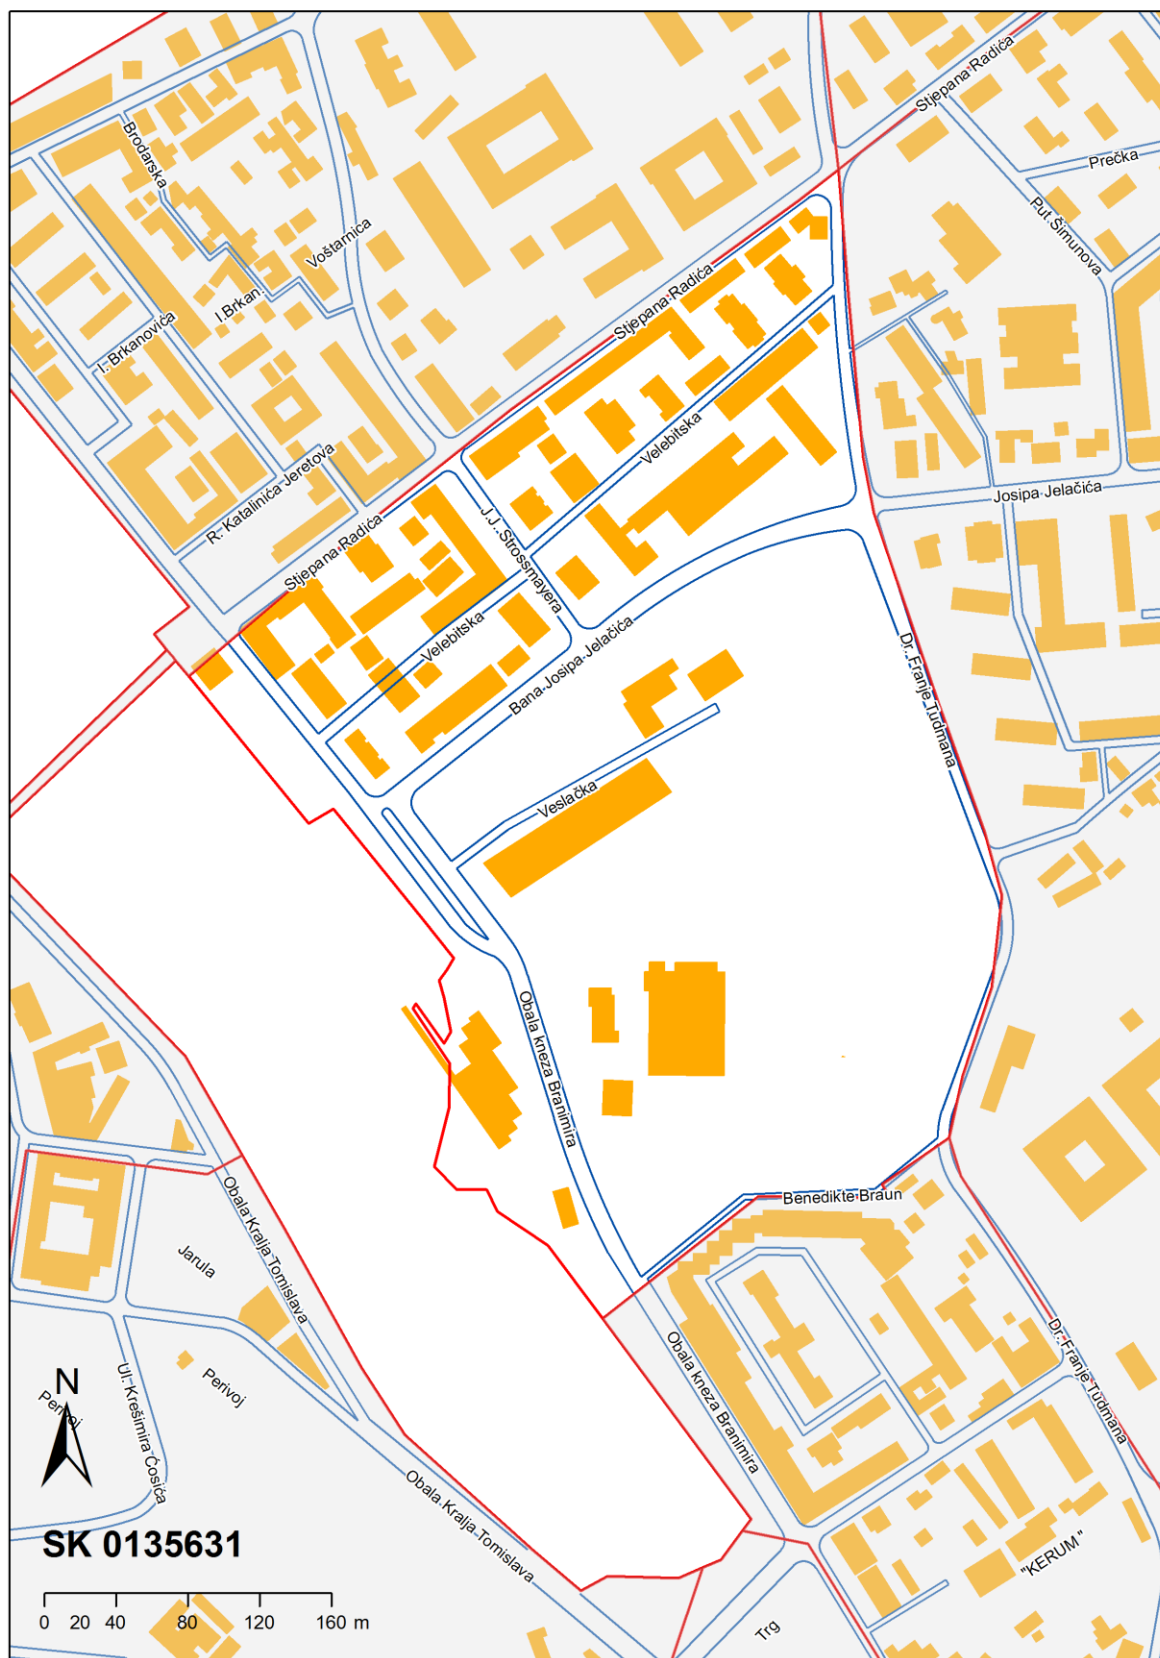 Stjepana Radića
Brodarska
Prečka
Put Šimunova
Voštarnica
I.Brkan.
Stjepana Radića
I. Brkanovića
Velebitska
R. Katalinića Jeretova
Josipa Jelačića
J.J. Strossmayera
Stjepana Radića
Velebitska
Bana Josipa Jelačića
Dr. Franje Tuđmana
Veslačka
Obala kneza Branimira
Benedikte Braun
Obala Kralja Tomislava
Jarula
Dr. Franje Tuđmana
Obala kneza Branimira
Perivoj
Ul. Krešimira Ćosića
N
Perivoj
Obala Kralja Tomislava
SK 0135631
"KERUM"
0 20 40 80 120 160 m
Trg